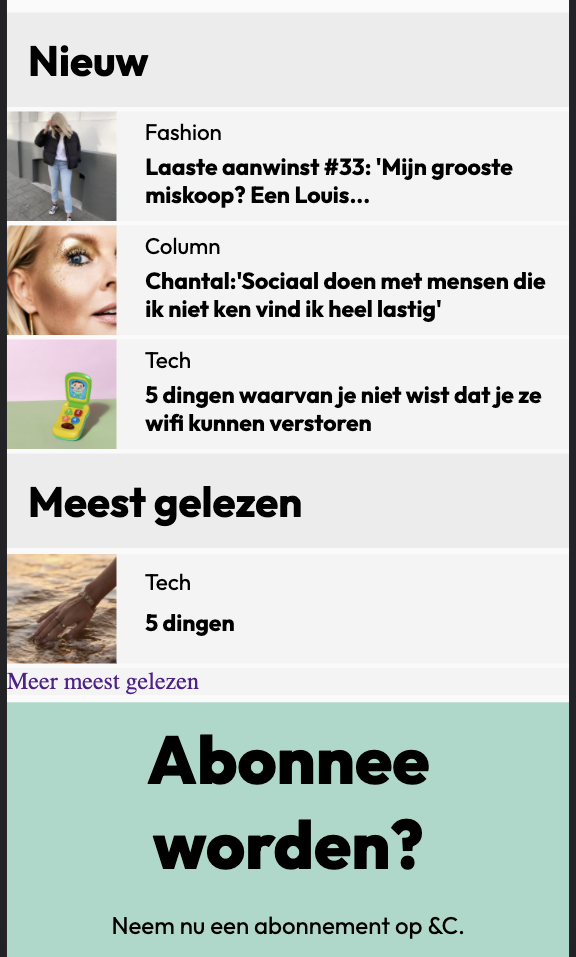 Nieuw
Fashion
Laaste aanwinst #33: 'Mijn grooste
miskoop? Een Louis...
Column
Chantal:'Sociaal doen met mensen die
ik niet ken vind ik heel lastig'
Tech
5 dingen waarvan je niet wist dat je ze
wifi kunnen verstoren
Meest gelezen
Tech
5 dingen
Meer meest gelezen
Abonnee
worden?
Neem nu een abonnement op &C.